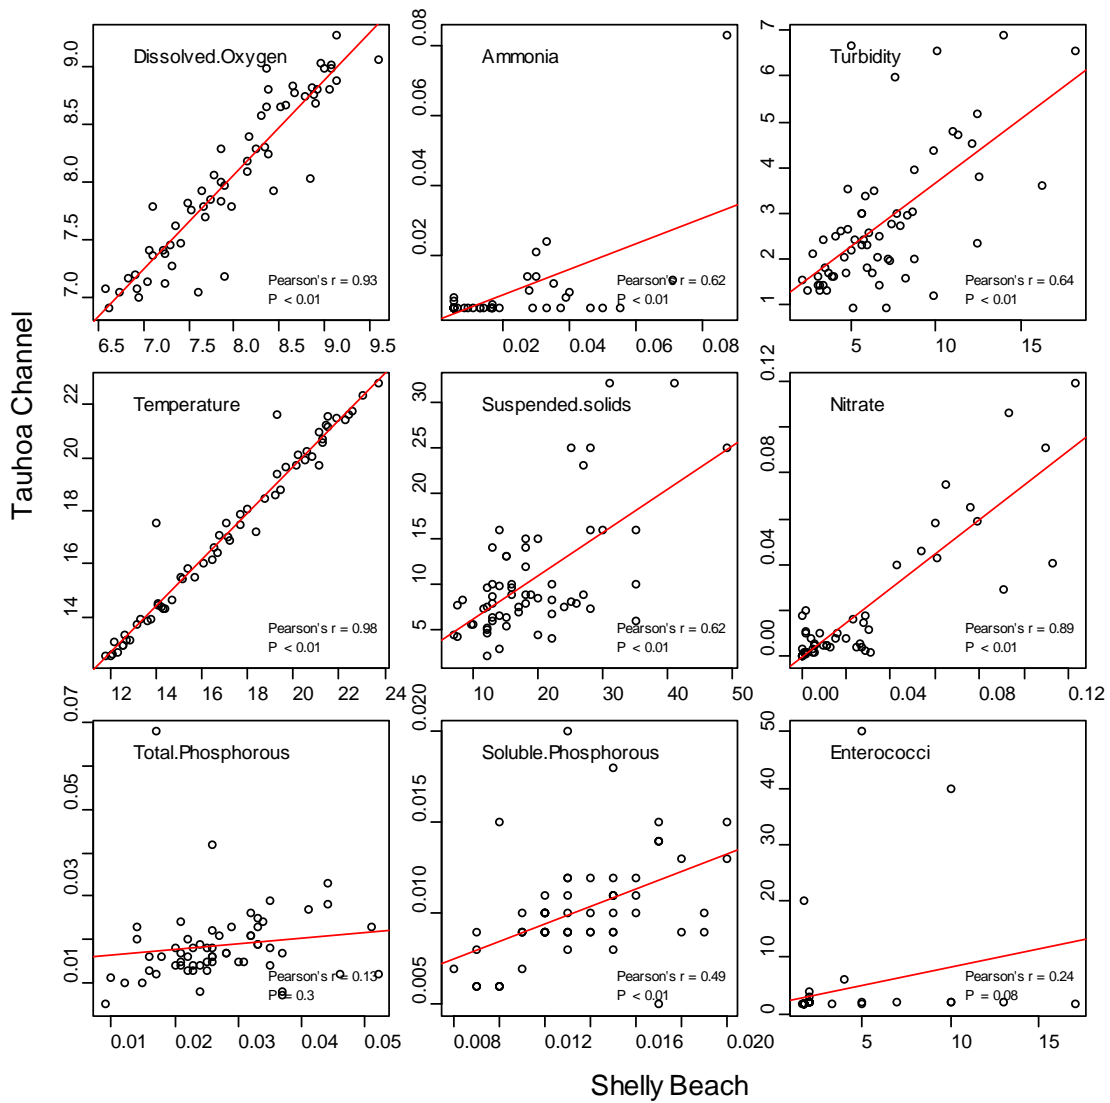 Dissolved.Oxygen
Pearson's r = 0.93
P < 0.01
7.0 7.5 8.0 8.5 9.0
6.5 7.0 7.5 8.0 8.5 9.0 9.5
Ammonia
Pearson's r = 0.62
P < 0.01
0.02 0.04 0.06 0.08
0.02 0.04 0.06 0.08
Turbidity
Pearson's r = 0.64
P < 0.01
1 2 3 4 5 6 7
5 10 15
Tauhoa Channel
Temperature
Pearson's r = 0.98
P < 0.01
14 16 18 20 22
12 14 16 18 20 22 24
Suspended.solids
Pearson's r = 0.62
P < 0.01
5 10 15 20 25 30
10 20 30 40 50
Nitrate
Pearson's r = 0.89
P < 0.01
0.00 0.04 0.08 0.12
0.00 0.04 0.08 0.12
Total.Phosphorous
Pearson's r = 0.13
P = 0.3
0.01 0.03 0.05 0.07
0.01 0.02 0.03 0.04 0.05
Soluble.Phosphorous
Pearson's r = 0.49
P < 0.01
0.005 0.010 0.015 0.020
0.008 0.012 0.016 0.020
Enterococci
Pearson's r = 0.24
P = 0.08
0 10 20 30 40 50
5 10 15
Shelly Beach